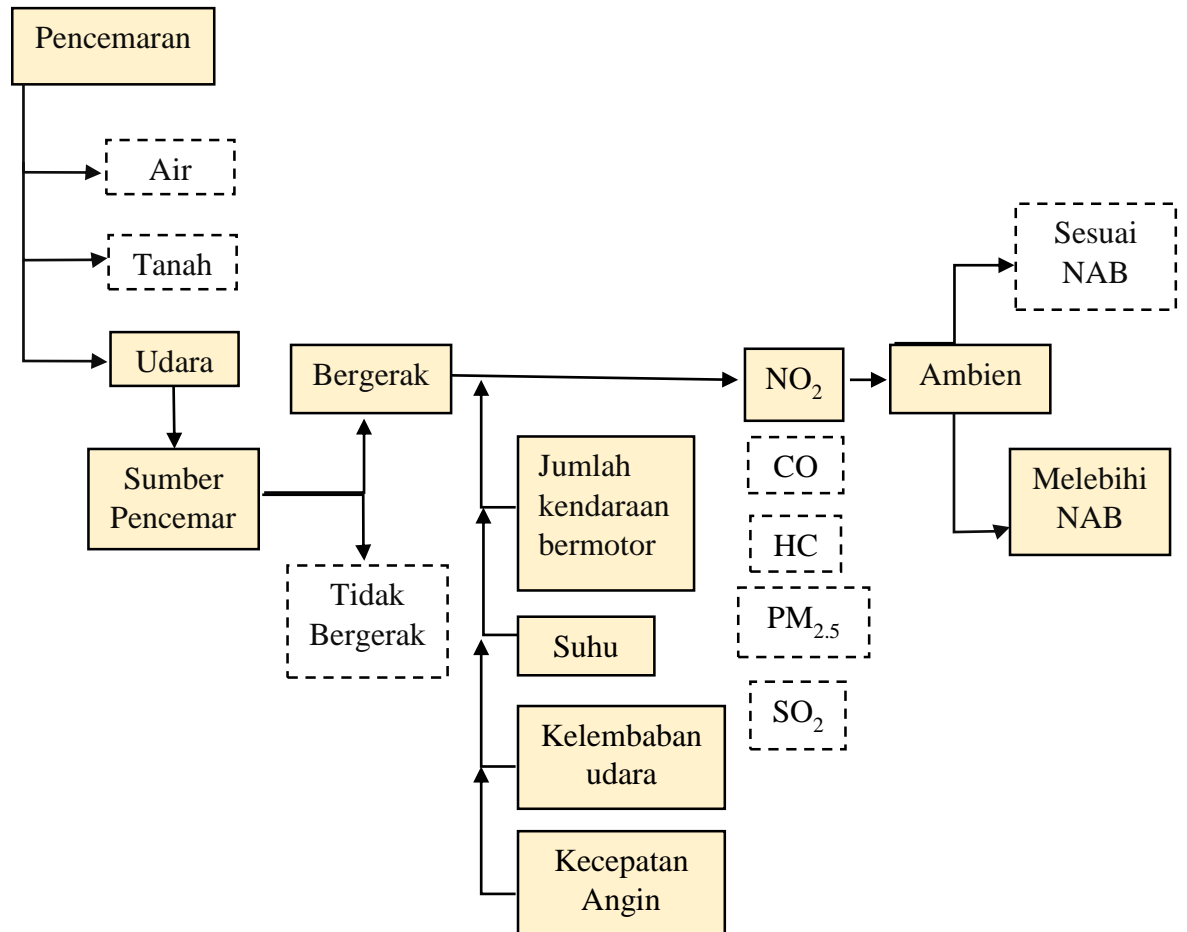 Pencemaran
Air
Tanah
Udara
Sumber
Pencemar
Bergerak
Tidak
Bergerak
Jumlah
kendaraan
bermotor
Suhu
Kelembaban
udara
Kecepatan
Angin
NO₂
CO
HC
PM₂.₅
SO₂
Ambien
Sesuai
NAB
Melebihi
NAB